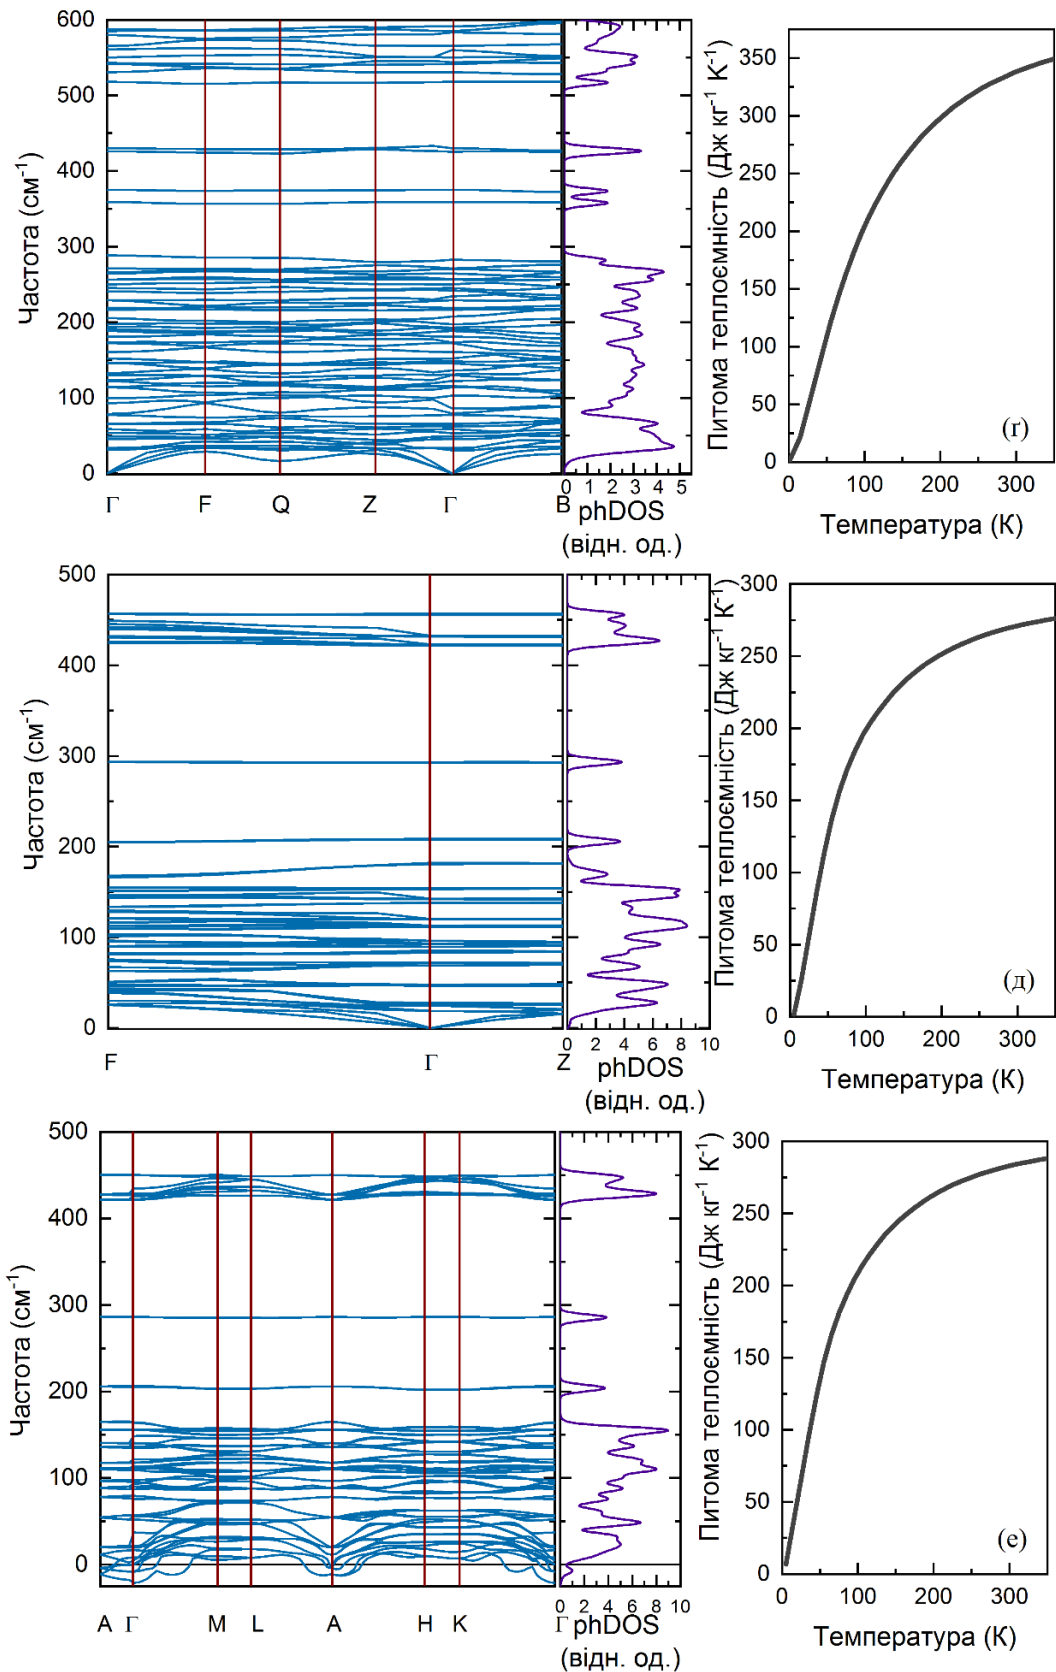 600
500
400
300
200
100
0
Частота (см-1)
Γ F Q Z Γ B
0 1 2 3 4 5
phDOS
(відн. од.)
350
300
250
200
150
100
50
0
Питома теплоємність (Дж кг-1 К-1)
(ґ)
0 100 200 300
Температура (К)
500
400
300
200
100
0
Частота (см-1)
F Γ Z
0 2 4 6 8 10
phDOS
(відн. од.)
300
250
200
150
100
50
0
Питома теплоємність (Дж кг-1 К-1)
(д)
0 100 200 300
Температура (К)
500
400
300
200
100
0
Частота (см-1)
A Γ M L A H K Γ
0 2 4 6 8 10
phDOS
(відн. од.)
300
250
200
150
100
50
0
Питома теплоємність (Дж кг-1 К-1)
(е)
0 100 200 300
Температура (К)